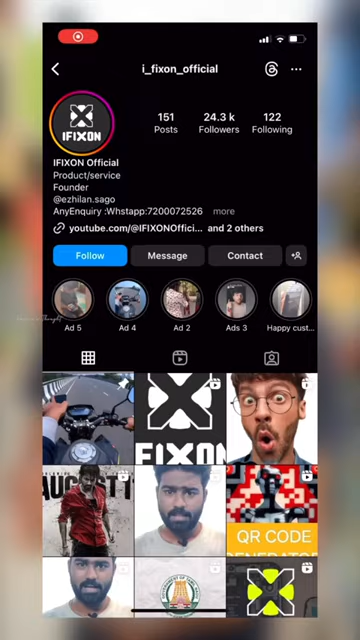 i_fixon_official
IFIXON
151
Posts
24.3 k
Followers
122
Following
IFIXON Official
Product/service
Founder
@ezhilan.sago
AnyEnquiry :Whstapp:7200072526 more
youtube.com/@IFIXONOffici... and 2 others
Follow
Message
Contact
Ad 5
Ad 4
Ad 2
Ads 3
Happy cust...
IFIXON
QR CODE